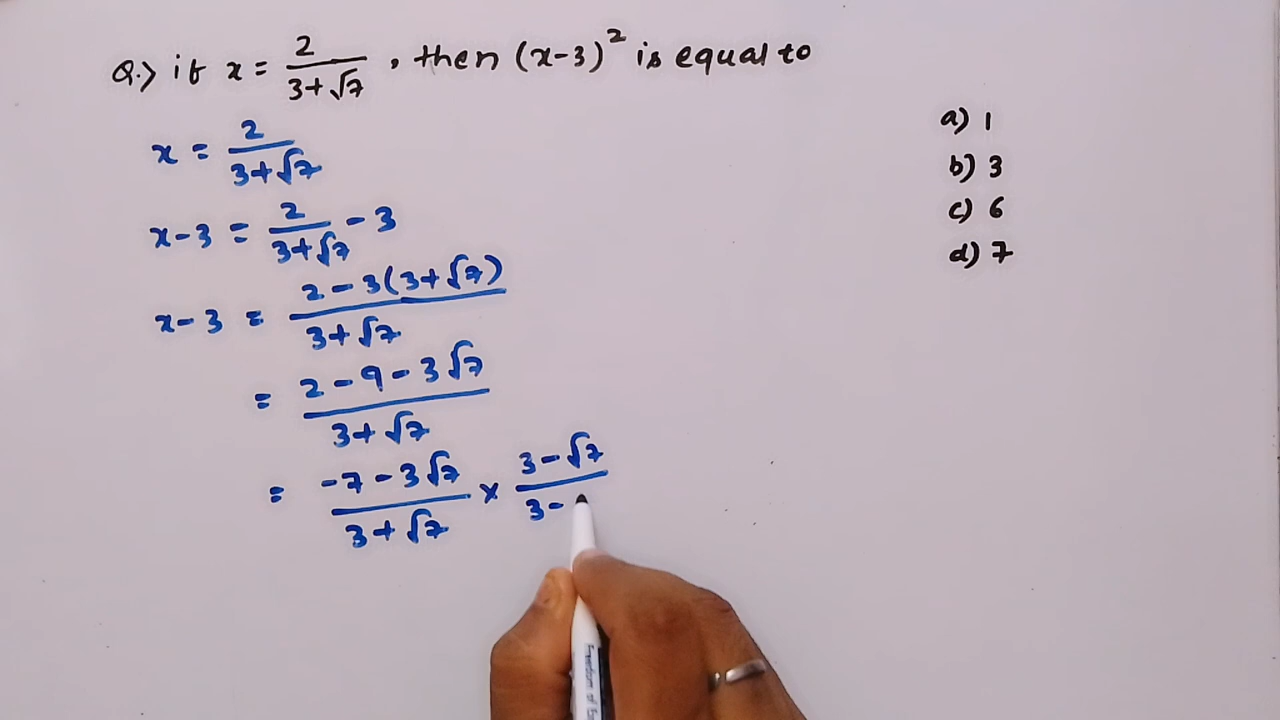 Q.> if x = 2/(3+√7), then (x-3)² is equal to
a) 1
b) 3
c) 6
d) 7
x = 2/(3+√7)
x-3 = 2/(3+√7) - 3
x-3 = (2-3(3+√7))/(3+√7)
= (2-9-3√7)/(3+√7)
= (-7-3√7)/(3+√7) × (3-√7)/(3-
Freedom of